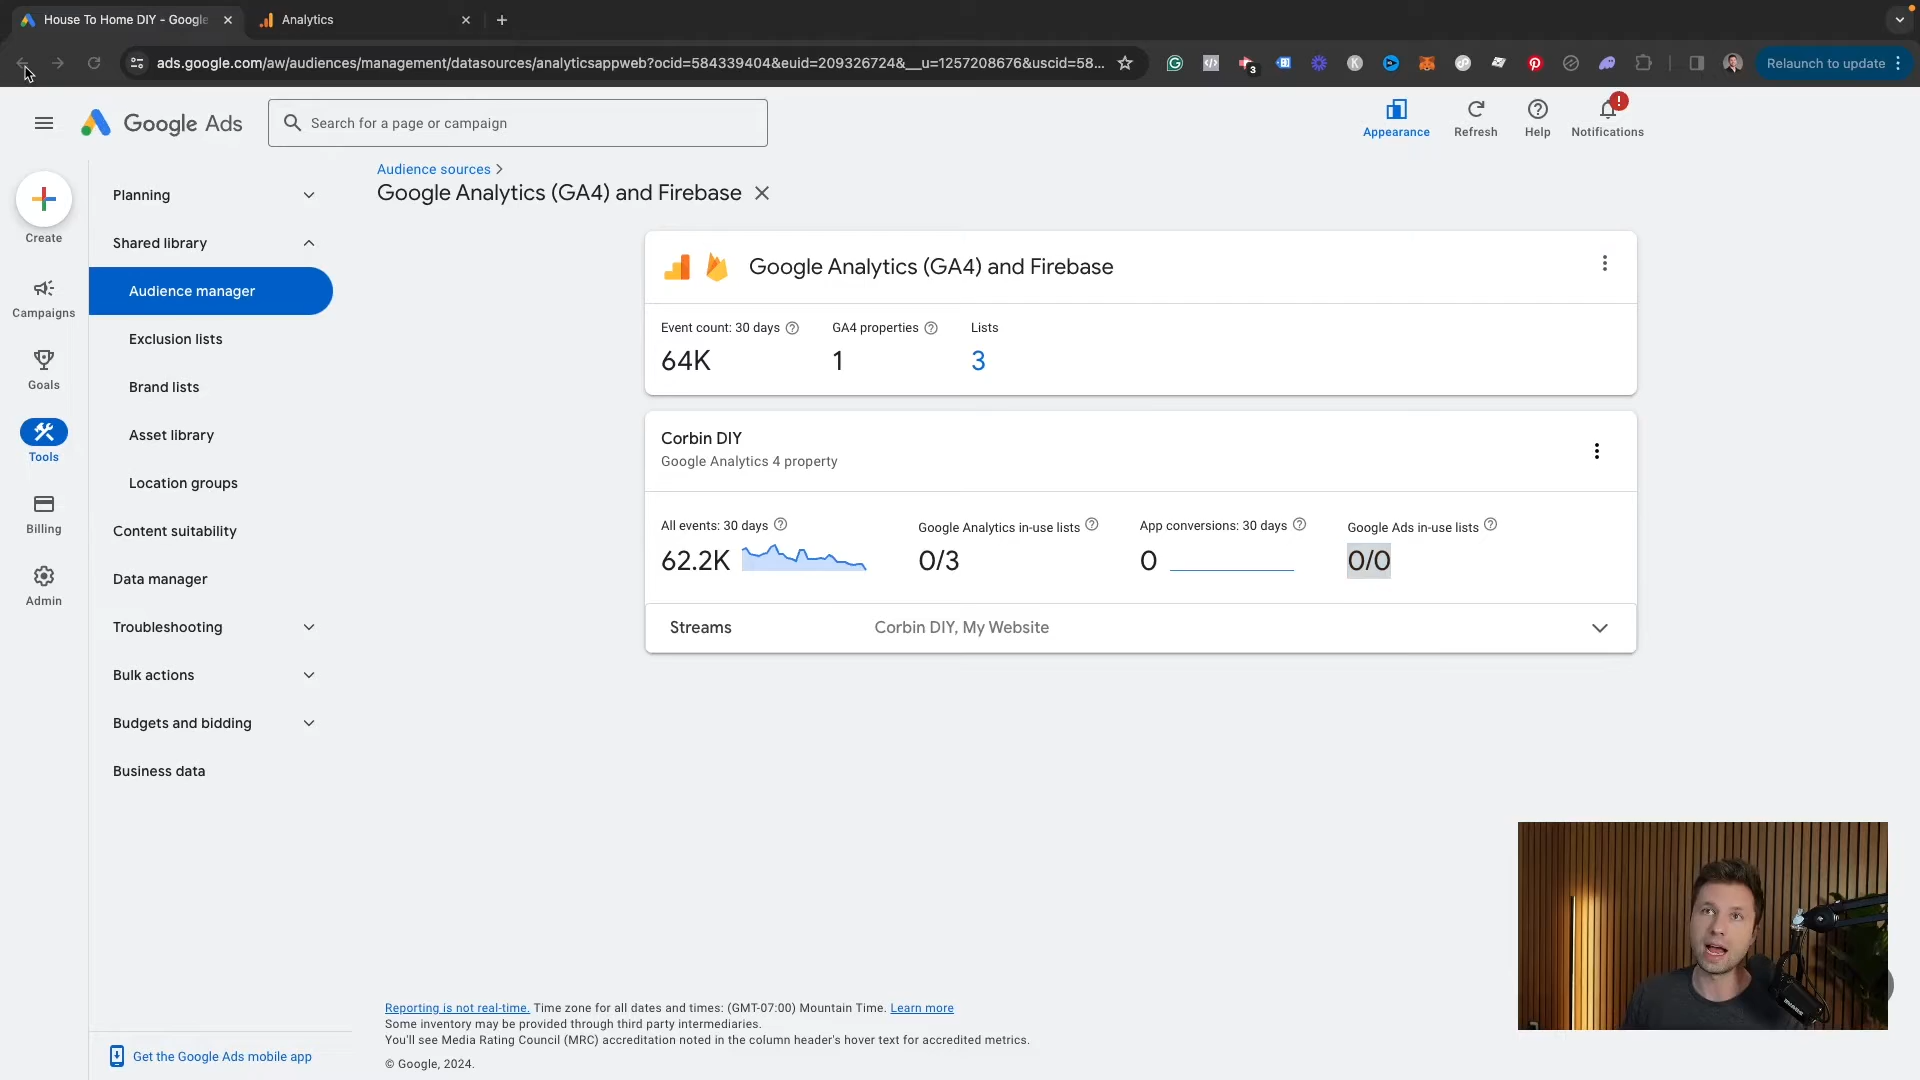 House To Home DIY - Google
Analytics
ads.google.com/aw/audiences/management/datasources/analyticsappweb?ocid=584339404&euid=209326724&__u=1257208676&uscid=58...
3
Relaunch to update
Google Ads
Search for a page or campaign
Appearance
Refresh
Help
Notifications
Create
Campaigns
Goals
Tools
Billing
Admin
Planning
Shared library
Audience manager
Exclusion lists
Brand lists
Asset library
Location groups
Content suitability
Data manager
Troubleshooting
Bulk actions
Budgets and bidding
Business data
Get the Google Ads mobile app
Audience sources
Google Analytics (GA4) and Firebase
Google Analytics (GA4) and Firebase
Event count: 30 days
GA4 properties
Lists
64K
1
3
Corbin DIY
Google Analytics 4 property
All events: 30 days
Google Analytics in-use lists
App conversions: 30 days
Google Ads in-use lists
62.2K
0/3
0
0/0
Streams
Corbin DIY, My Website
Reporting is not real-time. Time zone for all dates and times: (GMT-07:00) Mountain Time. Learn more
Some inventory may be provided through third party intermediaries.
You'll see Media Rating Council (MRC) accreditation noted in the column header's hover text for accredited metrics.
© Google, 2024.